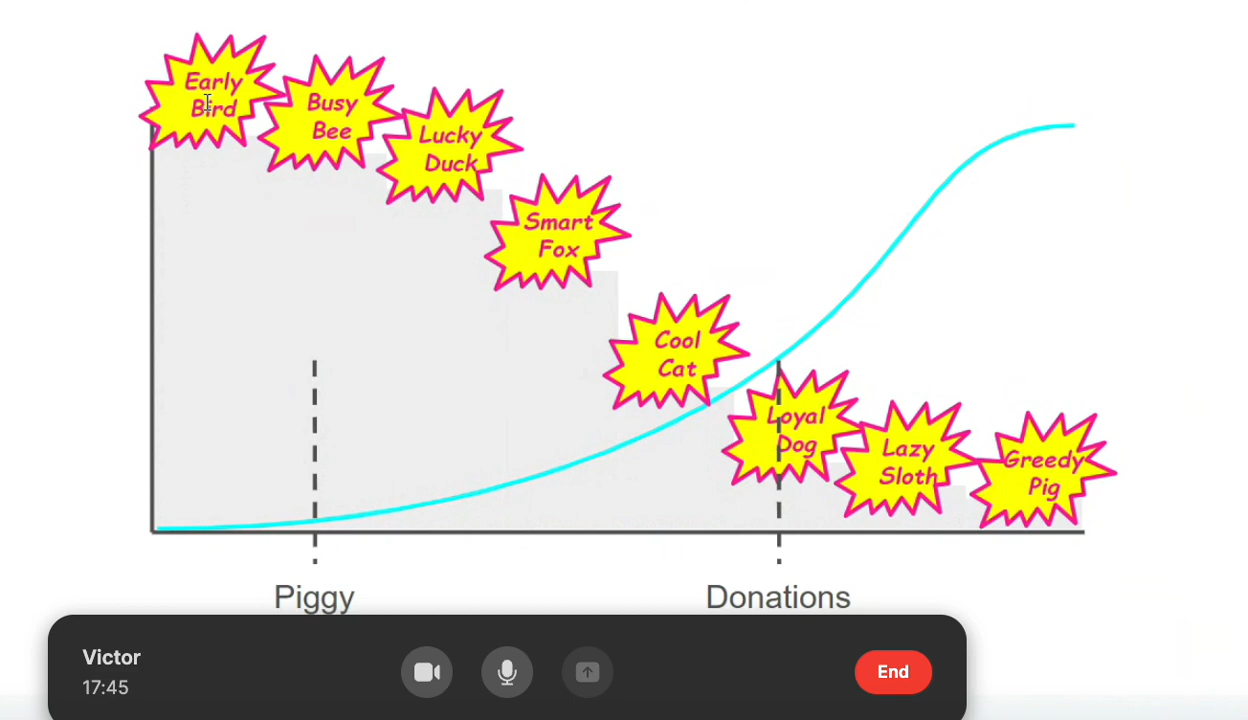 Early
Bird
Busy
Bee
Lucky
Duck
Smart
Fox
Cool
Cat
Loyal
Dog
Lazy
Sloth
Greedy
Pig
Piggy
Donations
Victor
17:45
End